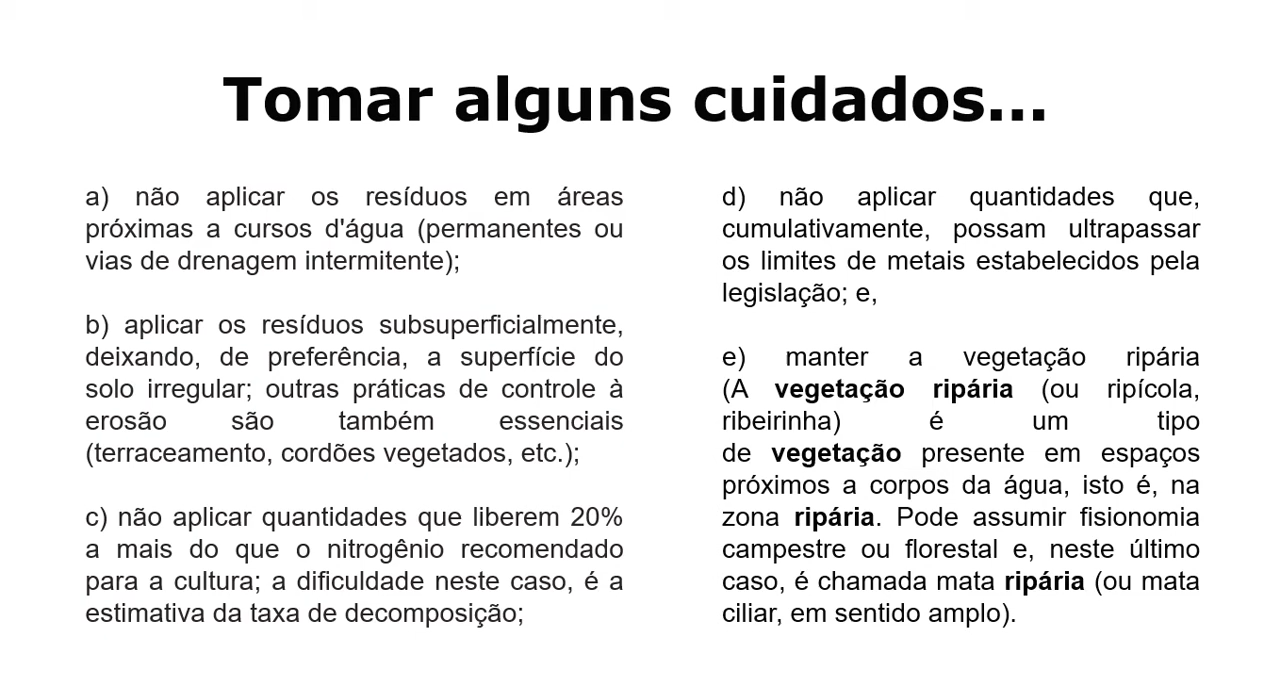 Tomar alguns cuidados...
a) não aplicar os resíduos em áreas
próximas a cursos d'água (permanentes ou
vias de drenagem intermitente);
b) aplicar os resíduos subsuperficialmente,
deixando, de preferência, a superfície do
solo irregular; outras práticas de controle à
erosão são também essenciais
(terraceamento, cordões vegetados, etc.);
c) não aplicar quantidades que liberem 20%
a mais do que o nitrogênio recomendado
para a cultura; a dificuldade neste caso, é a
estimativa da taxa de decomposição;
d) não aplicar quantidades que,
cumulativamente, possam ultrapassar
os limites de metais estabelecidos pela
legislação; e,
e) manter a vegetação ripária
(A vegetação ripária (ou ripícola,
ribeirinha) é um tipo
de vegetação presente em espaços
próximos a corpos da água, isto é, na
zona ripária. Pode assumir fisionomia
campestre ou florestal e, neste último
caso, é chamada mata ripária (ou mata
ciliar, em sentido amplo).